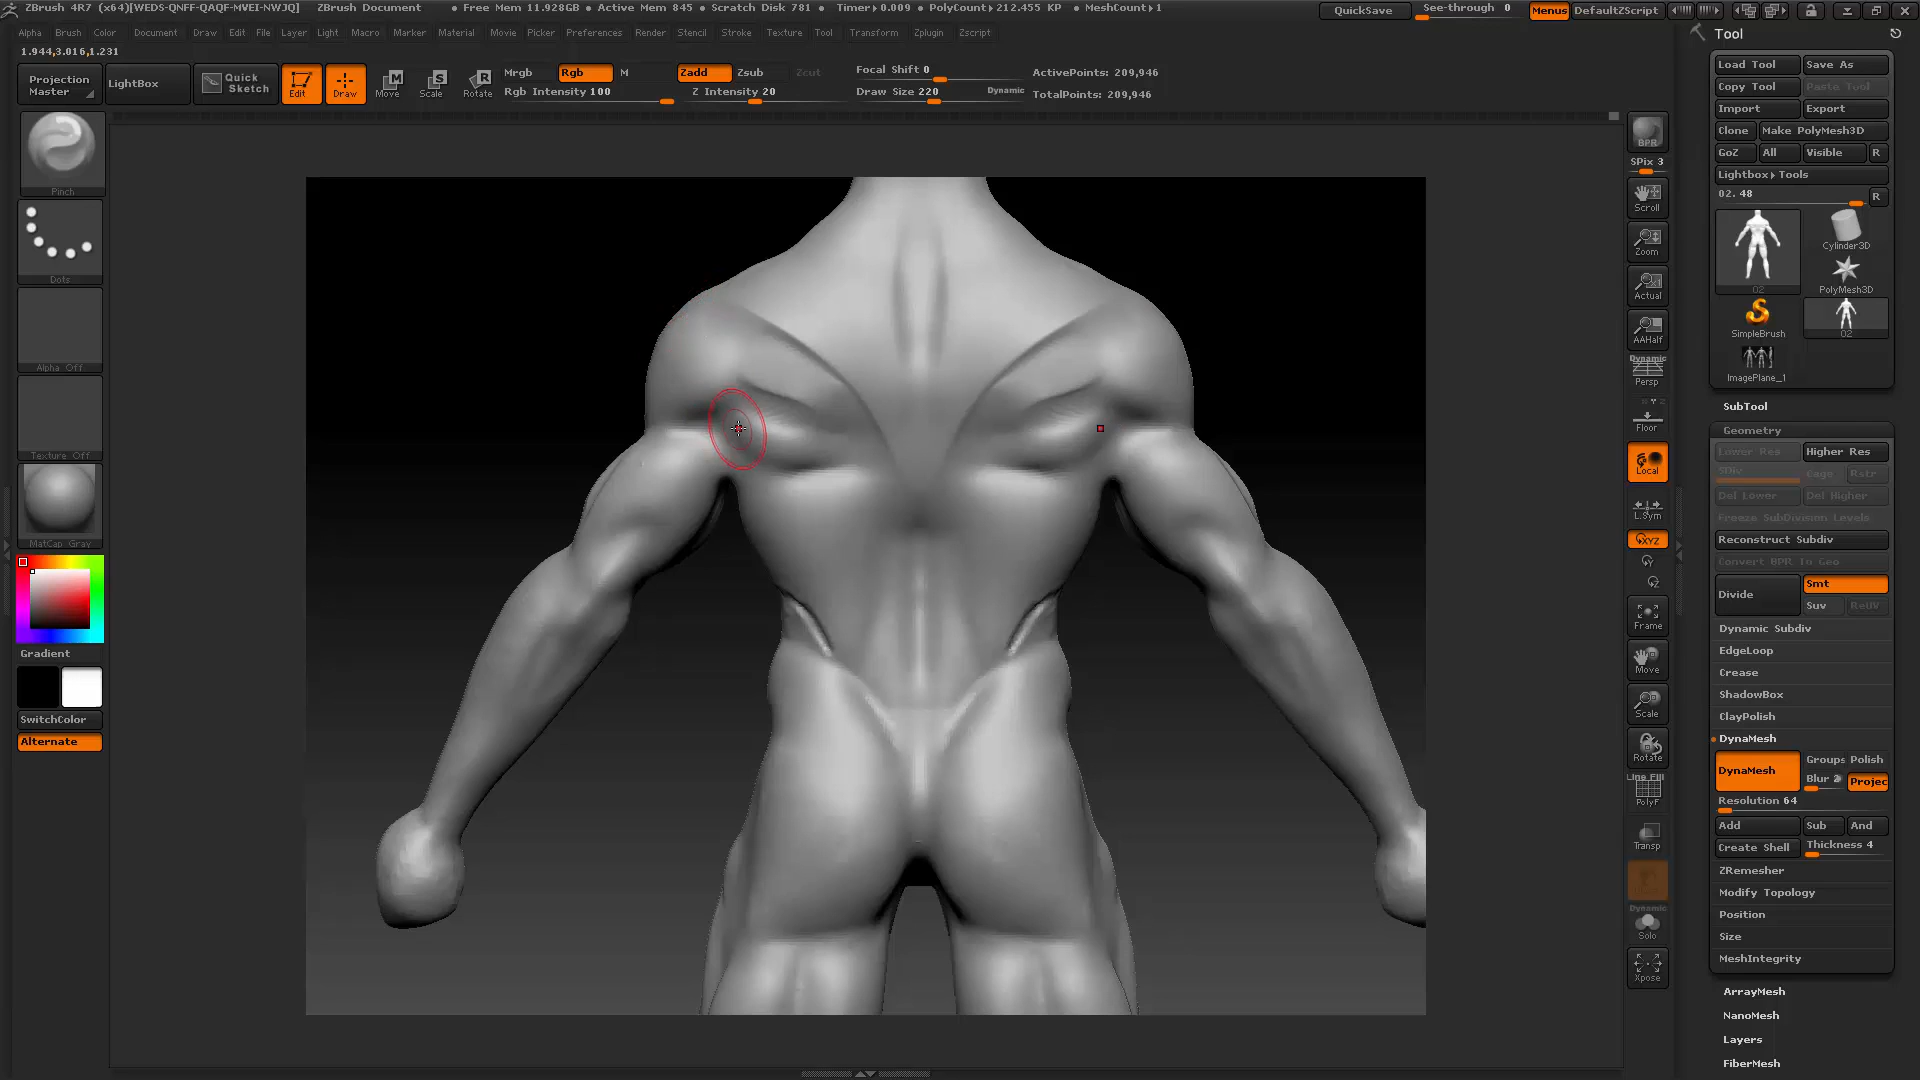 ZBrush 4R7 (x64)[WEDS-QNFF-QAQF-MVEI-NWJQ] ZBrush Document • Free Mem 11.928GB • Active Mem 845 • Scratch Disk 781 • Timer▸0.009 • PolyCount▸212.455 KP • MeshCount▸1 QuickSave See-through 0 Menus DefaultZScript
Alpha Brush Color Document Draw Edit File Layer Light Macro Marker Material Movie Picker Preferences Render Stencil Stroke Texture Tool Transform Zplugin Zscript
1.944,3.016,1.231
Projection Master
LightBox
Quick Sketch
Edit
Draw
Move
Scale
Rotate
Mrgb Rgb M
Rgb Intensity 100
Zadd Zsub Zcut
Z Intensity 20
Focal Shift 0
Draw Size 220 Dynamic
ActivePoints: 209,946
TotalPoints: 209,946
Pinch
Dots
Alpha Off
Texture Off
MatCap Gray
Gradient
SwitchColor
Alternate
BPR
SPix 3
Scroll
Zoom
Actual
AAHalf
Dynamic
Persp
Floor
Local
L.Sym
XYZ
Y
Z
Frame
Move
Scale
Rotate
Line Fill
PolyF
Transp
Dynamic
Solo
Xpose
Tool
Load Tool Save As
Copy Tool Paste Tool
Import Export
Clone Make PolyMesh3D
GoZ All Visible R
Lightbox▸Tools
02. 48 R
02
Cylinder3D
PolyMesh3D
SimpleBrush
02
ImagePlane_1
SubTool
Geometry
Lower Res Higher Res
SDiv Cage Rstr
Del Lower Del Higher
Freeze SubDivision Levels
Reconstruct Subdiv
Convert BPR To Geo
Divide Smt
Suv ReUV
Dynamic Subdiv
EdgeLoop
Crease
ShadowBox
ClayPolish
DynaMesh
DynaMesh Groups Polish
Blur 2 Projec
Resolution 64
Add Sub And
Create Shell Thickness 4
ZRemesher
Modify Topology
Position
Size
MeshIntegrity
ArrayMesh
NanoMesh
Layers
FiberMesh